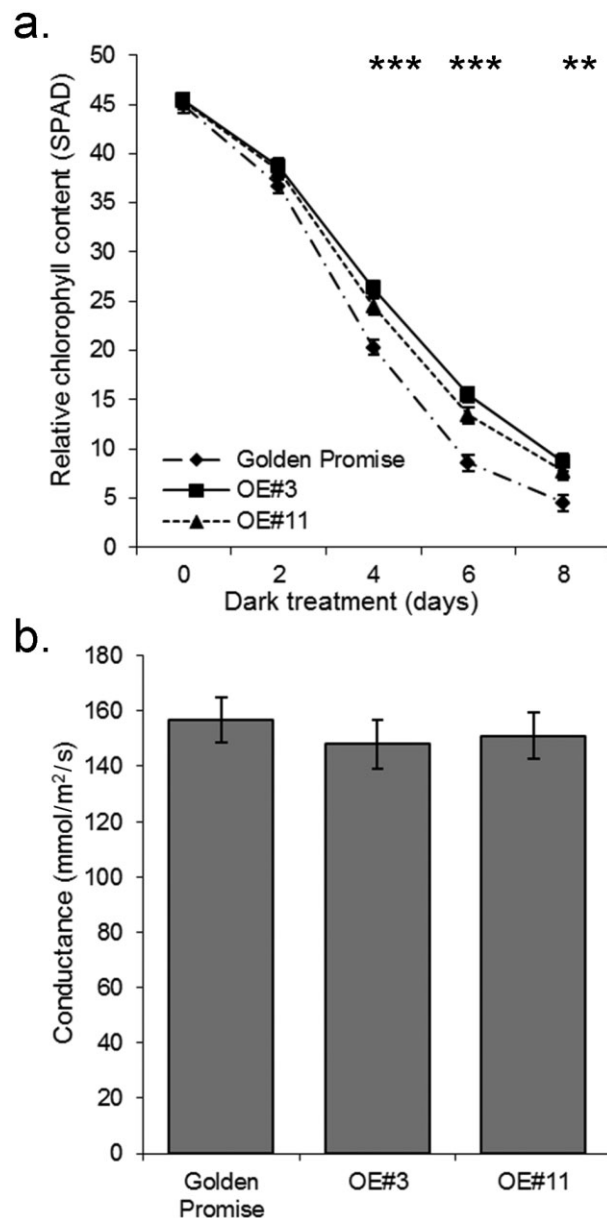 a.
*** *** **
Relative chlorophyll content (SPAD)
50
45
40
35
30
25
20
15
10
5
0
Golden Promise
OE#3
OE#11
0 2 4 6 8
Dark treatment (days)
b.
Conductance (mmol/m²/s)
180
160
140
120
100
80
60
40
20
0
Golden
Promise
OE#3
OE#11